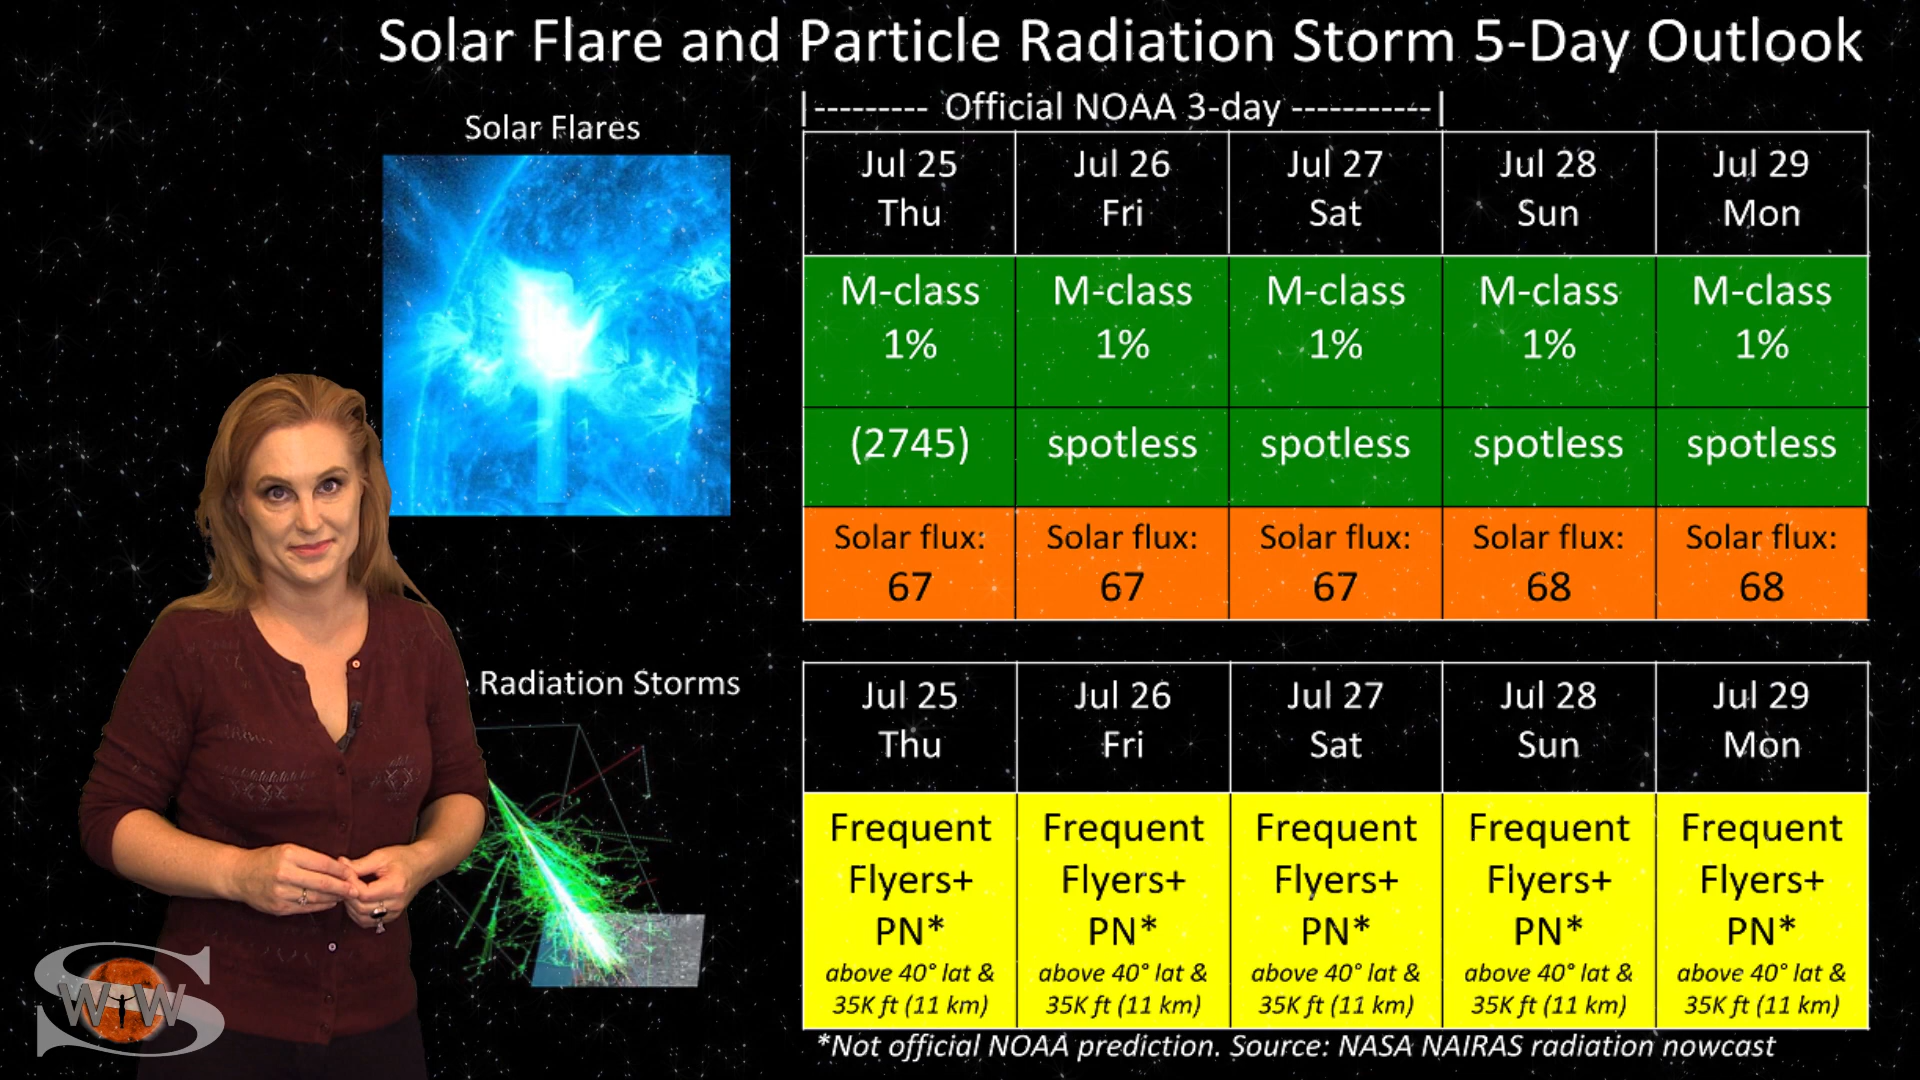 Solar Flare and Particle Radiation Storm 5-Day Outlook
|--------- Official NOAA 3-day -----------|
Solar Flares
Jul 25 Jul 26 Jul 27 Jul 28 Jul 29
Thu Fri Sat Sun Mon
M-class M-class M-class M-class M-class
1% 1% 1% 1% 1%
(2745) spotless spotless spotless spotless
Solar flux: Solar flux: Solar flux: Solar flux: Solar flux:
67 67 67 68 68
Radiation Storms
Jul 25 Jul 26 Jul 27 Jul 28 Jul 29
Thu Fri Sat Sun Mon
Frequent Frequent Frequent Frequent Frequent
Flyers+ Flyers+ Flyers+ Flyers+ Flyers+
PN* PN* PN* PN* PN*
above 40° lat & above 40° lat & above 40° lat & above 40° lat & above 40° lat &
35K ft (11 km) 35K ft (11 km) 35K ft (11 km) 35K ft (11 km) 35K ft (11 km)
*Not official NOAA prediction. Source: NASA NAIRAS radiation nowcast
S
WTW